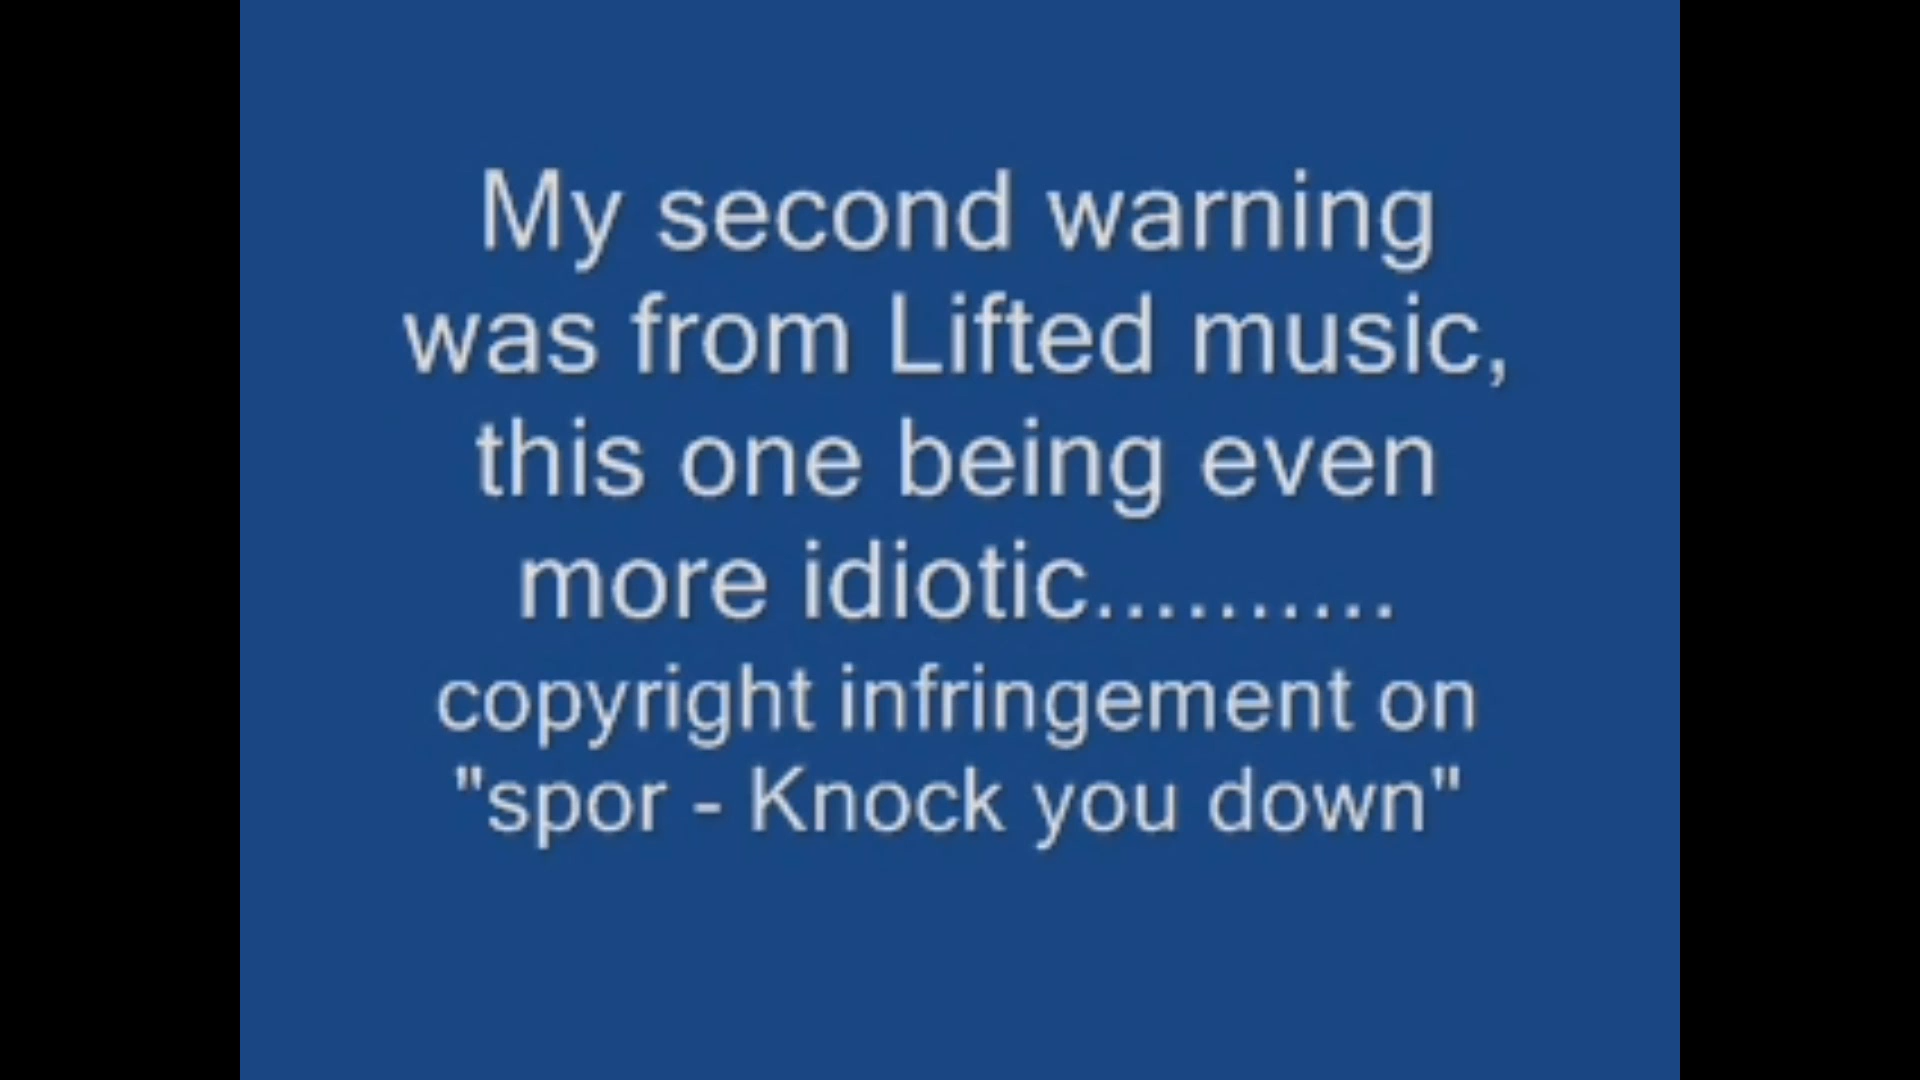 My second warning
was from Lifted music,
this one being even
more idiotic..........
copyright infringement on
"spor - Knock you down"